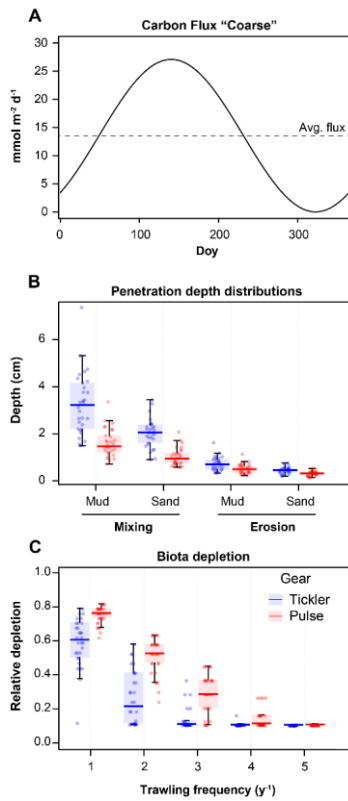 A
Carbon Flux “Coarse”
mmol m⁻² d⁻¹
30
25
20
15
10
5
0
Avg. flux
0 100 200 300
Doy
B
Penetration depth distributions
Depth (cm)
6
4
2
0
Mud Sand Mud Sand
Mixing Erosion
C
Biota depletion
Relative depletion
1.0
0.8
0.6
0.4
0.2
0.0
Gear
Tickler
Pulse
1 2 3 4 5
Trawling frequency (y⁻¹)